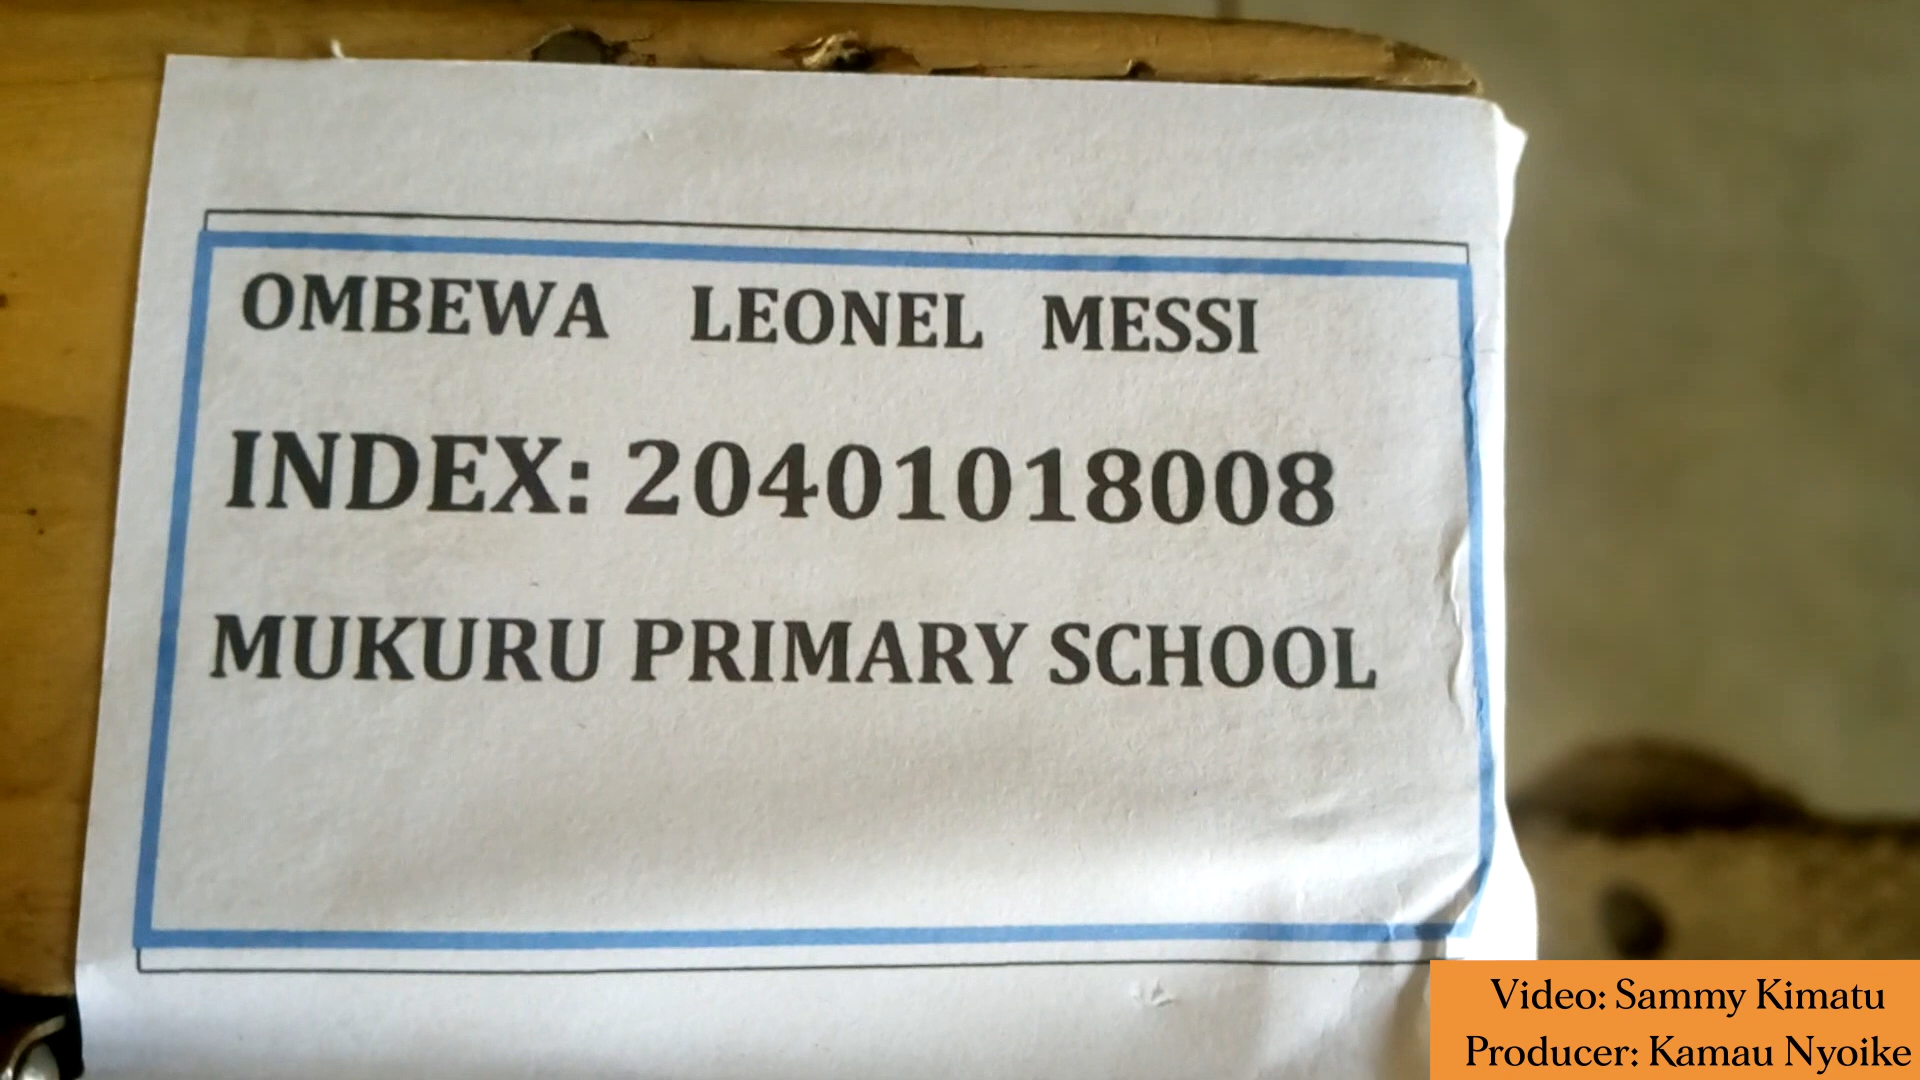 OMBEWA LEONEL MESSI
INDEX: 20401018008
MUKURU PRIMARY SCHOOL
Video: Sammy Kimatu
Producer: Kamau Nyoike